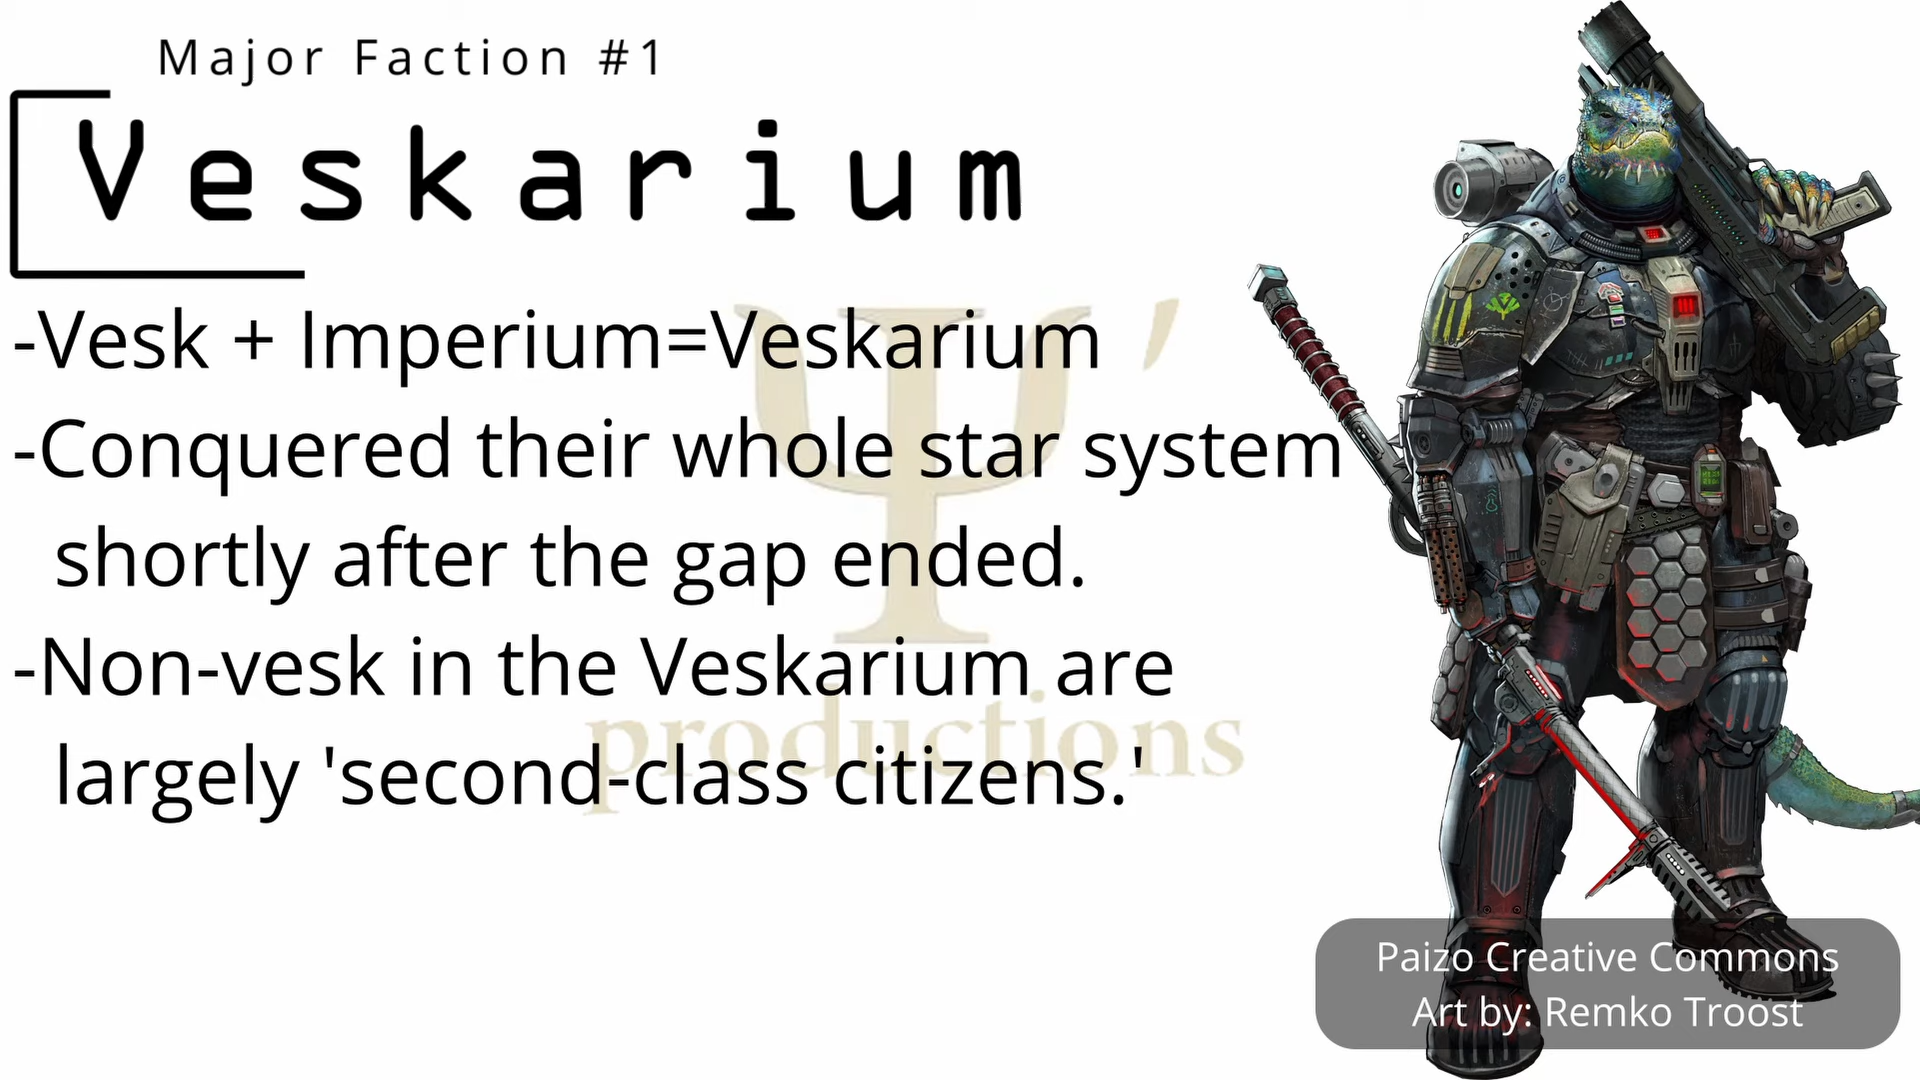 Major Faction #1
Veskarium
-Vesk + Imperium=Veskarium
-Conquered their whole star system
shortly after the gap ended.
-Non-vesk in the Veskarium are
largely 'second-class citizens.'
Ψ'
productions
Paizo Creative Commons
Art by: Remko Troost